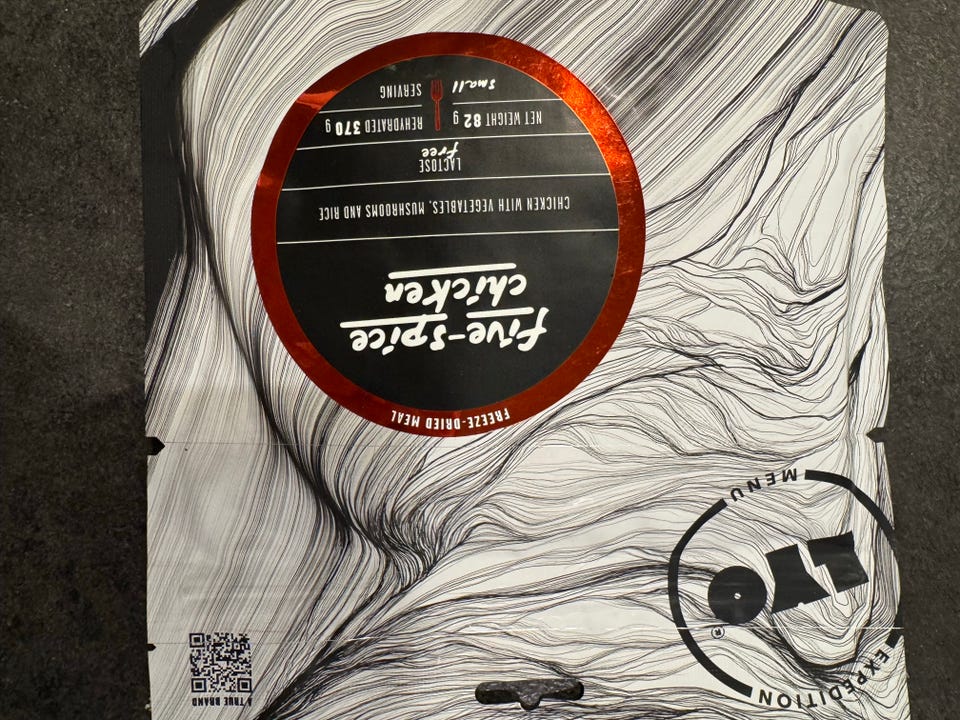 EXPEDITION
LYO®
MENU
A TRUE BRAND
FREEZE-DRIED MEAL
five-spice
chicken
CHICKEN WITH VEGETABLES, MUSHROOMS AND RICE
LACTOSE
free
NET WEIGHT 82 g
REHYDRATED 370 g
small
SERVING